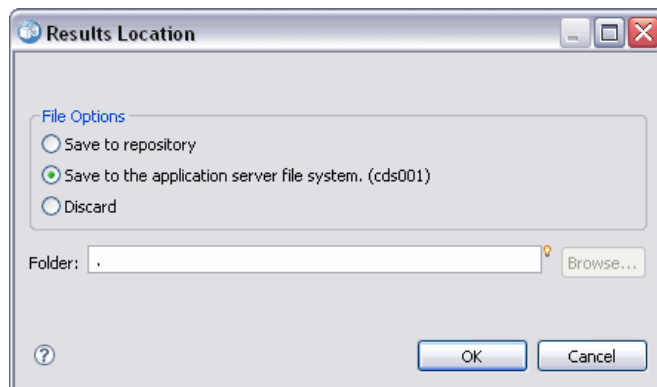 Results Location
File Options
Save to repository
Save to the application server file system. (cds001)
Discard
Folder: .
Browse...
?
OK
Cancel